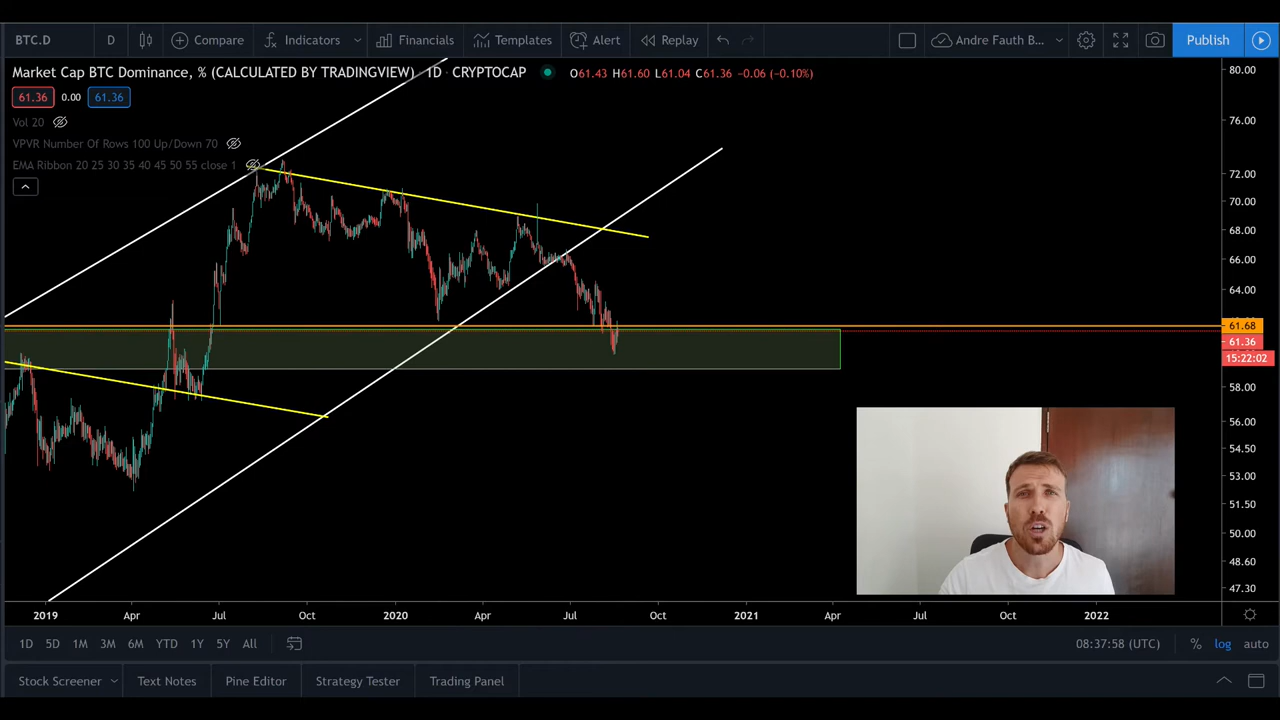 BTC.D D Compare Indicators Financials Templates Alert Replay Andre Fauth B... Publish
Market Cap BTC Dominance, % (CALCULATED BY TRADINGVIEW) 1D CRYPTOCAP O61.43 H61.60 L61.04 C61.36 −0.06 (−0.10%)
61.36 0.00 61.36
Vol 20
VPVR Number Of Rows 100 Up/Down 70
EMA Ribbon 20 25 30 35 40 45 50 55 close 1
80.00
76.00
72.00
70.00
68.00
66.00
64.00
61.68
61.36
15:22:02
58.00
56.00
54.50
53.00
51.50
50.00
48.60
47.30
2019 Apr Jul Oct 2020 Apr Jul Oct 2021 Apr Jul Oct 2022
1D 5D 1M 3M 6M YTD 1Y 5Y All 08:37:58 (UTC) % log auto
Stock Screener Text Notes Pine Editor Strategy Tester Trading Panel